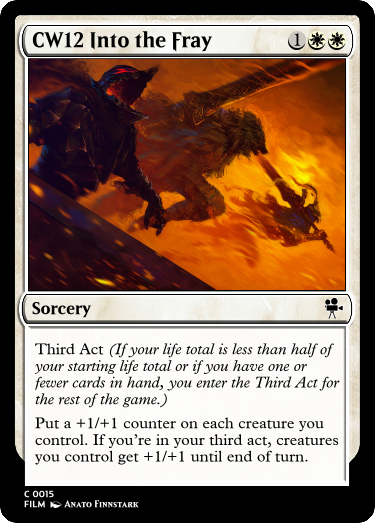 CW12 Into the Fray 1
Sorcery
Third Act (If your life total is less than half of
your starting life total or if you have one or
fewer cards in hand, you enter the Third Act for
the rest of the game.)
Put a +1/+1 counter on each creature you
control. If you're in your third act, creatures
you control get +1/+1 until end of turn.
C 0015
FILM Anato Finnstark